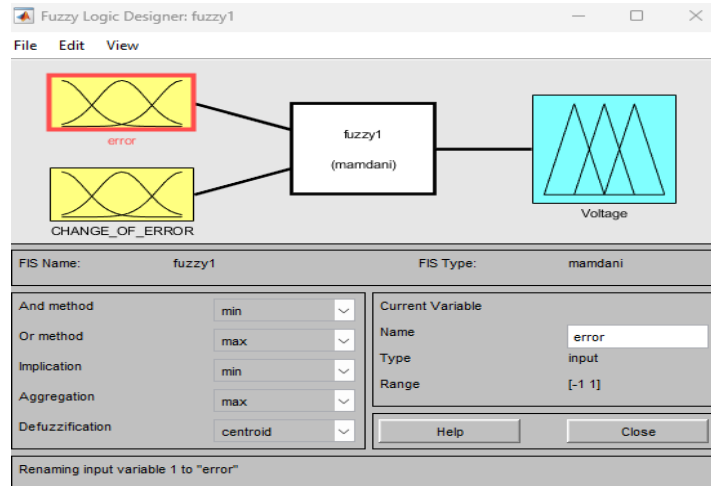 Fuzzy Logic Designer: fuzzy1
File Edit View
error
fuzzy1
(mamdani)
CHANGE_OF_ERROR
Voltage
FIS Name: fuzzy1 FIS Type: mamdani
And method min
Or method max
Implication min
Aggregation max
Defuzzification centroid
Current Variable
Name error
Type input
Range [-1 1]
Help Close
Renaming input variable 1 to "error"